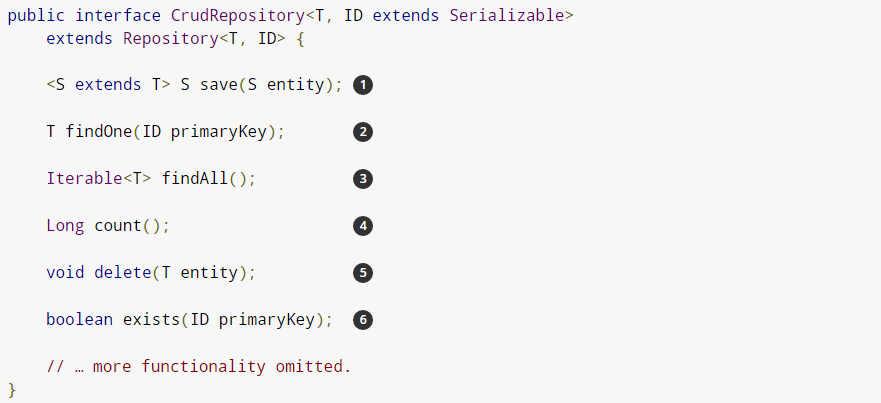 public interface CrudRepository<T, ID extends Serializable>
    extends Repository<T, ID> {

    <S extends T> S save(S entity); 1

    T findOne(ID primaryKey); 2

    Iterable<T> findAll(); 3

    Long count(); 4

    void delete(T entity); 5

    boolean exists(ID primaryKey); 6

    // … more functionality omitted.
}